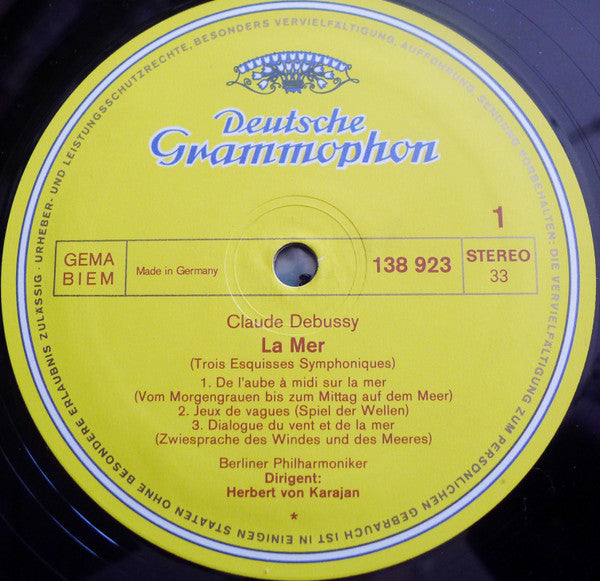 URHEBER- UND LEISTUNGSSCHUTZRECHTE, BESONDERS VERVIELFÄLTIGUNG, AUFFÜHRUNG, SENDUNG VORBEHALTEN: DIE VERVIELFÄLTIGUNG ZUM PERSÖNLICHEN GEBRAUCH IST IN EINIGEN STAATEN OHNE BESONDERE ERLAUBNIS ZULÄSSIG ·
Deutsche
Grammophon
1
GEMA
BIEM
Made in Germany
138 923
STEREO
33
Claude Debussy
La Mer
(Trois Esquisses Symphoniques)
1. De l'aube à midi sur la mer
(Vom Morgengrauen bis zum Mittag auf dem Meer)
2. Jeux de vagues (Spiel der Wellen)
3. Dialogue du vent et de la mer
(Zwiesprache des Windes und des Meeres)
Berliner Philharmoniker
Dirigent:
Herbert von Karajan
*